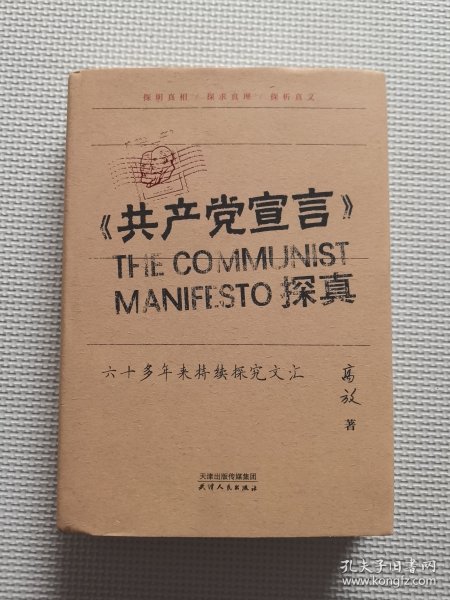 探明真相 / 探求真理 / 探析真义
《共产党宣言》
THE COMMUNIST
MANIFESTO 探真
六十多年来持续探究文汇
高放 著
天津出版传媒集团
天津人民出版社
孔夫子旧书网
www.kongfz.com